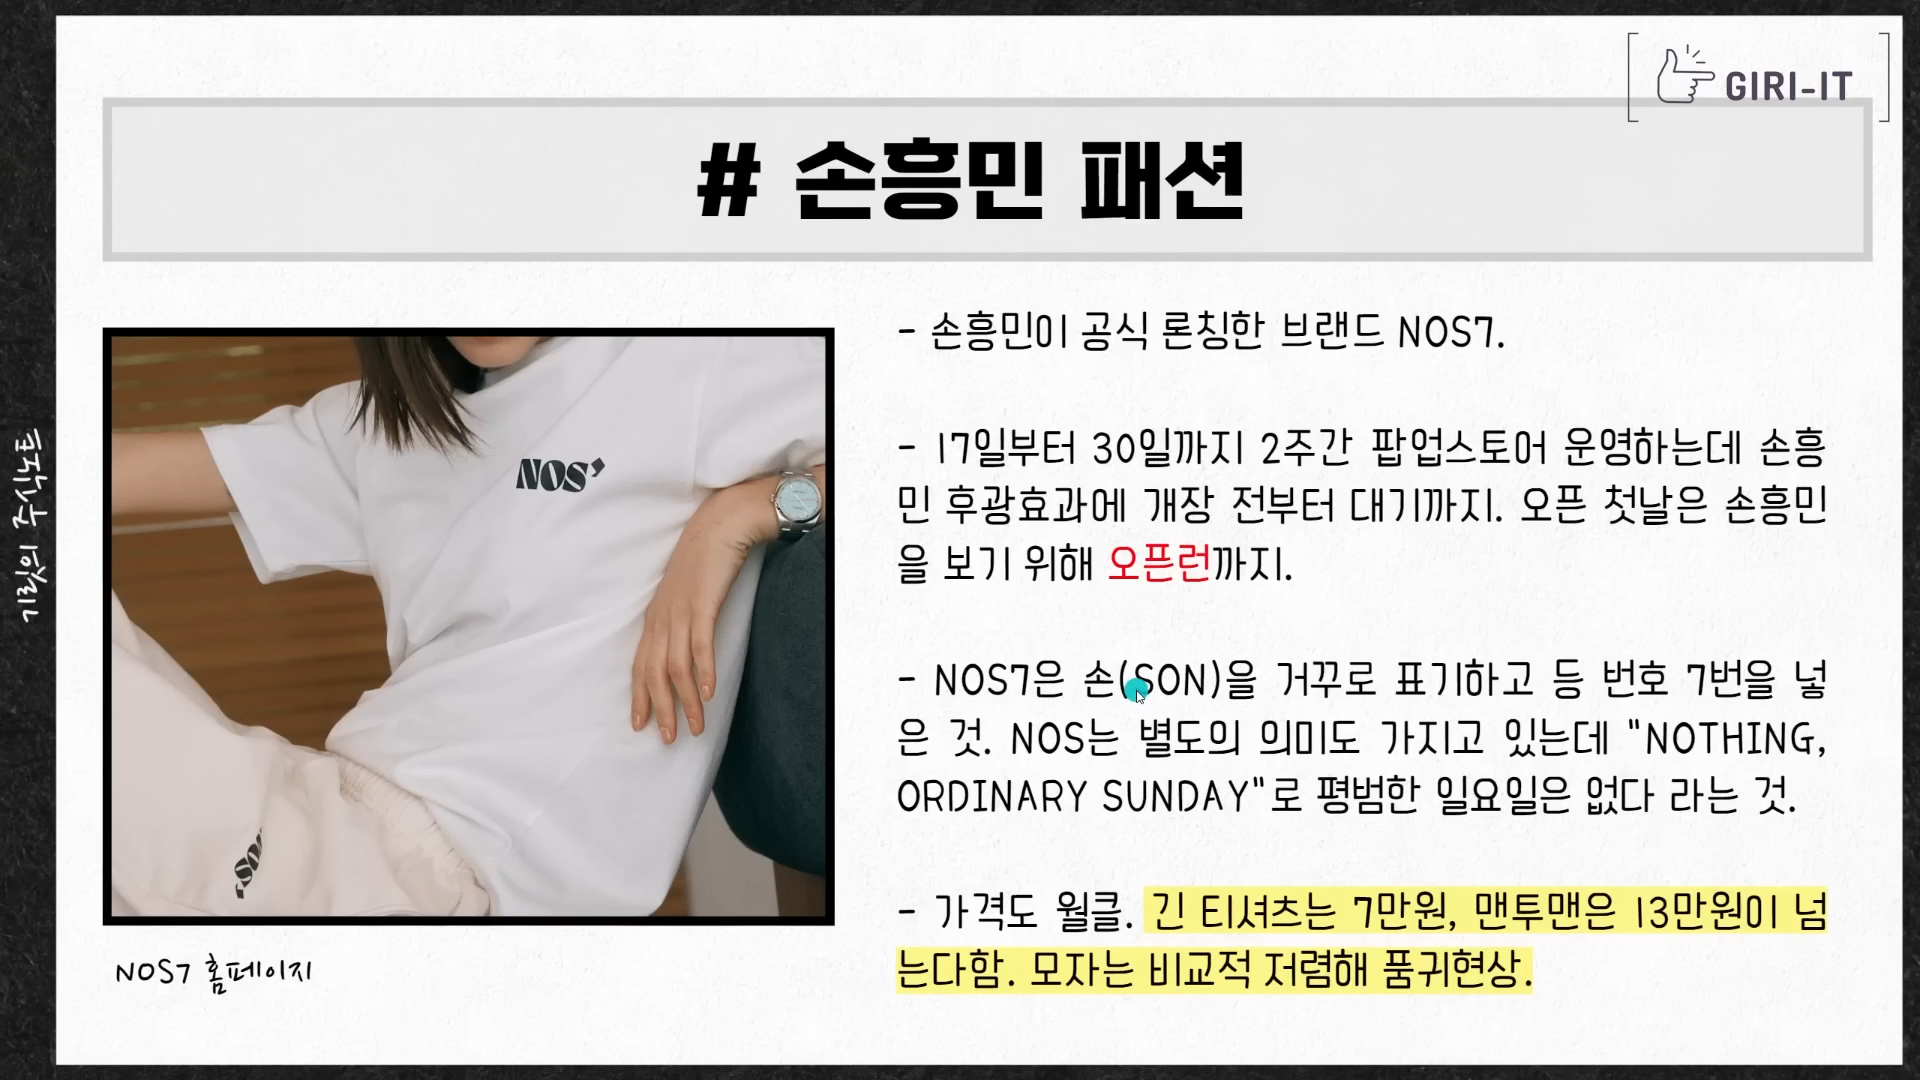 GIRI-IT
# 손흥민 패션
기릿의 주식노트
NOS7
SON
NOS7 홈페이지
- 손흥민이 공식 론칭한 브랜드 NOS7.
- 17일부터 30일까지 2주간 팝업스토어 운영하는데 손흥
민 후광효과에 개장 전부터 대기까지. 오픈 첫날은 손흥민
을 보기 위해 오픈런까지.
- NOS7은 손(SON)을 거꾸로 표기하고 등 번호 7번을 넣
은 것. NOS는 별도의 의미도 가지고 있는데 "NOTHING,
ORDINARY SUNDAY"로 평범한 일요일은 없다 라는 것.
- 가격도 월클. 긴 티셔츠는 7만원, 맨투맨은 13만원이 넘
는다함. 모자는 비교적 저렴해 품귀현상.